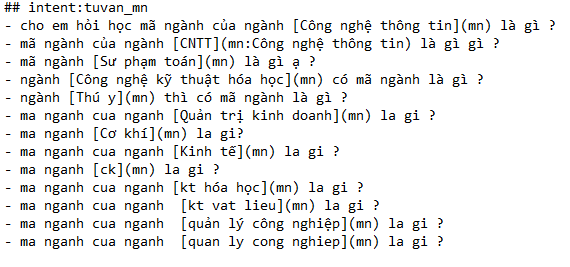 ## intent:tuvan_mn
- cho em hỏi học mã ngành của ngành [Công nghệ thông tin](mn) là gì ?
- mã ngành của ngành [CNTT](mn:Công nghệ thông tin) là gì gì ?
- mã ngành [Sư phạm toán](mn) là gì ạ ?
- ngành [Công nghệ kỹ thuật hóa học](mn) có mã ngành là gì ?
- ngành [Thú y](mn) thì có mã ngành là gì ?
- ma nganh cua nganh [Quản trị kinh doanh](mn) la gi ?
- ma nganh [Cơ khí](mn) la gi?
- ma nganh cua nganh [Kinh tế](mn) la gi ?
- ma nganh [ck](mn) la gi ?
- ma nganh cua nganh [kt hóa học](mn) la gi ?
- ma nganh cua nganh  [kt vat lieu](mn) la gi ?
- ma nganh cua nganh  [quản lý công nghiệp](mn) la gi ?
- ma nganh cua nganh  [quan ly cong nghiep](mn) la gi ?